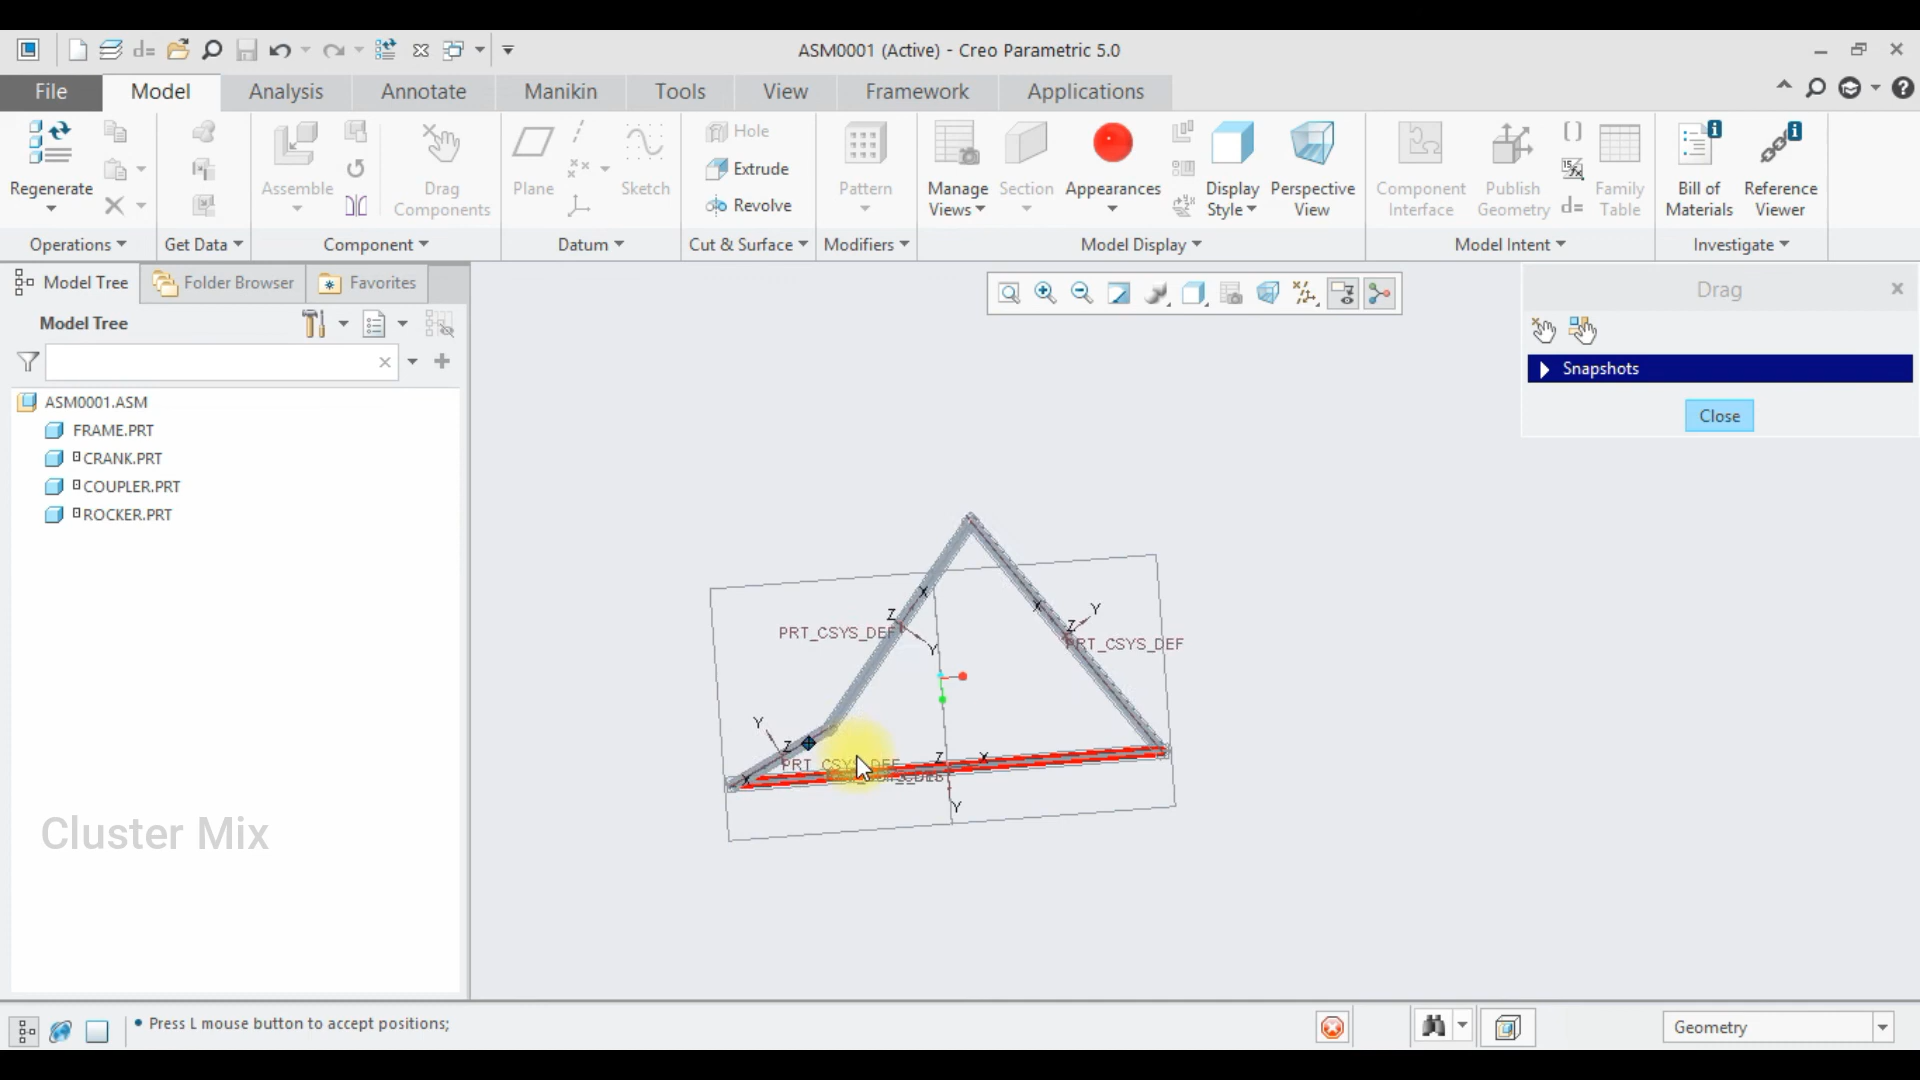 ASM0001 (Active) - Creo Parametric 5.0
File Model Analysis Annotate Manikin Tools View Framework Applications
Regenerate
Assemble
Drag Components
Plane
Sketch
Hole
Extrude
Revolve
Pattern
Manage Views
Section
Appearances
Display Style
Perspective View
Component Interface
Publish Geometry
Family Table
Bill of Materials
Reference Viewer
Operations Get Data Component Datum Cut & Surface Modifiers Model Display Model Intent Investigate
Model Tree Folder Browser Favorites
Model Tree
ASM0001.ASM
FRAME.PRT
CRANK.PRT
COUPLER.PRT
ROCKER.PRT
Drag
Snapshots
Close
X
Z
PRT_CSYS_DEF
Y
X
Z
Y
PRT_CSYS_DEF
Y
Z
X
PRT_CSYS_DEF
Z
X
Y
Cluster Mix
Press L mouse button to accept positions;
Geometry